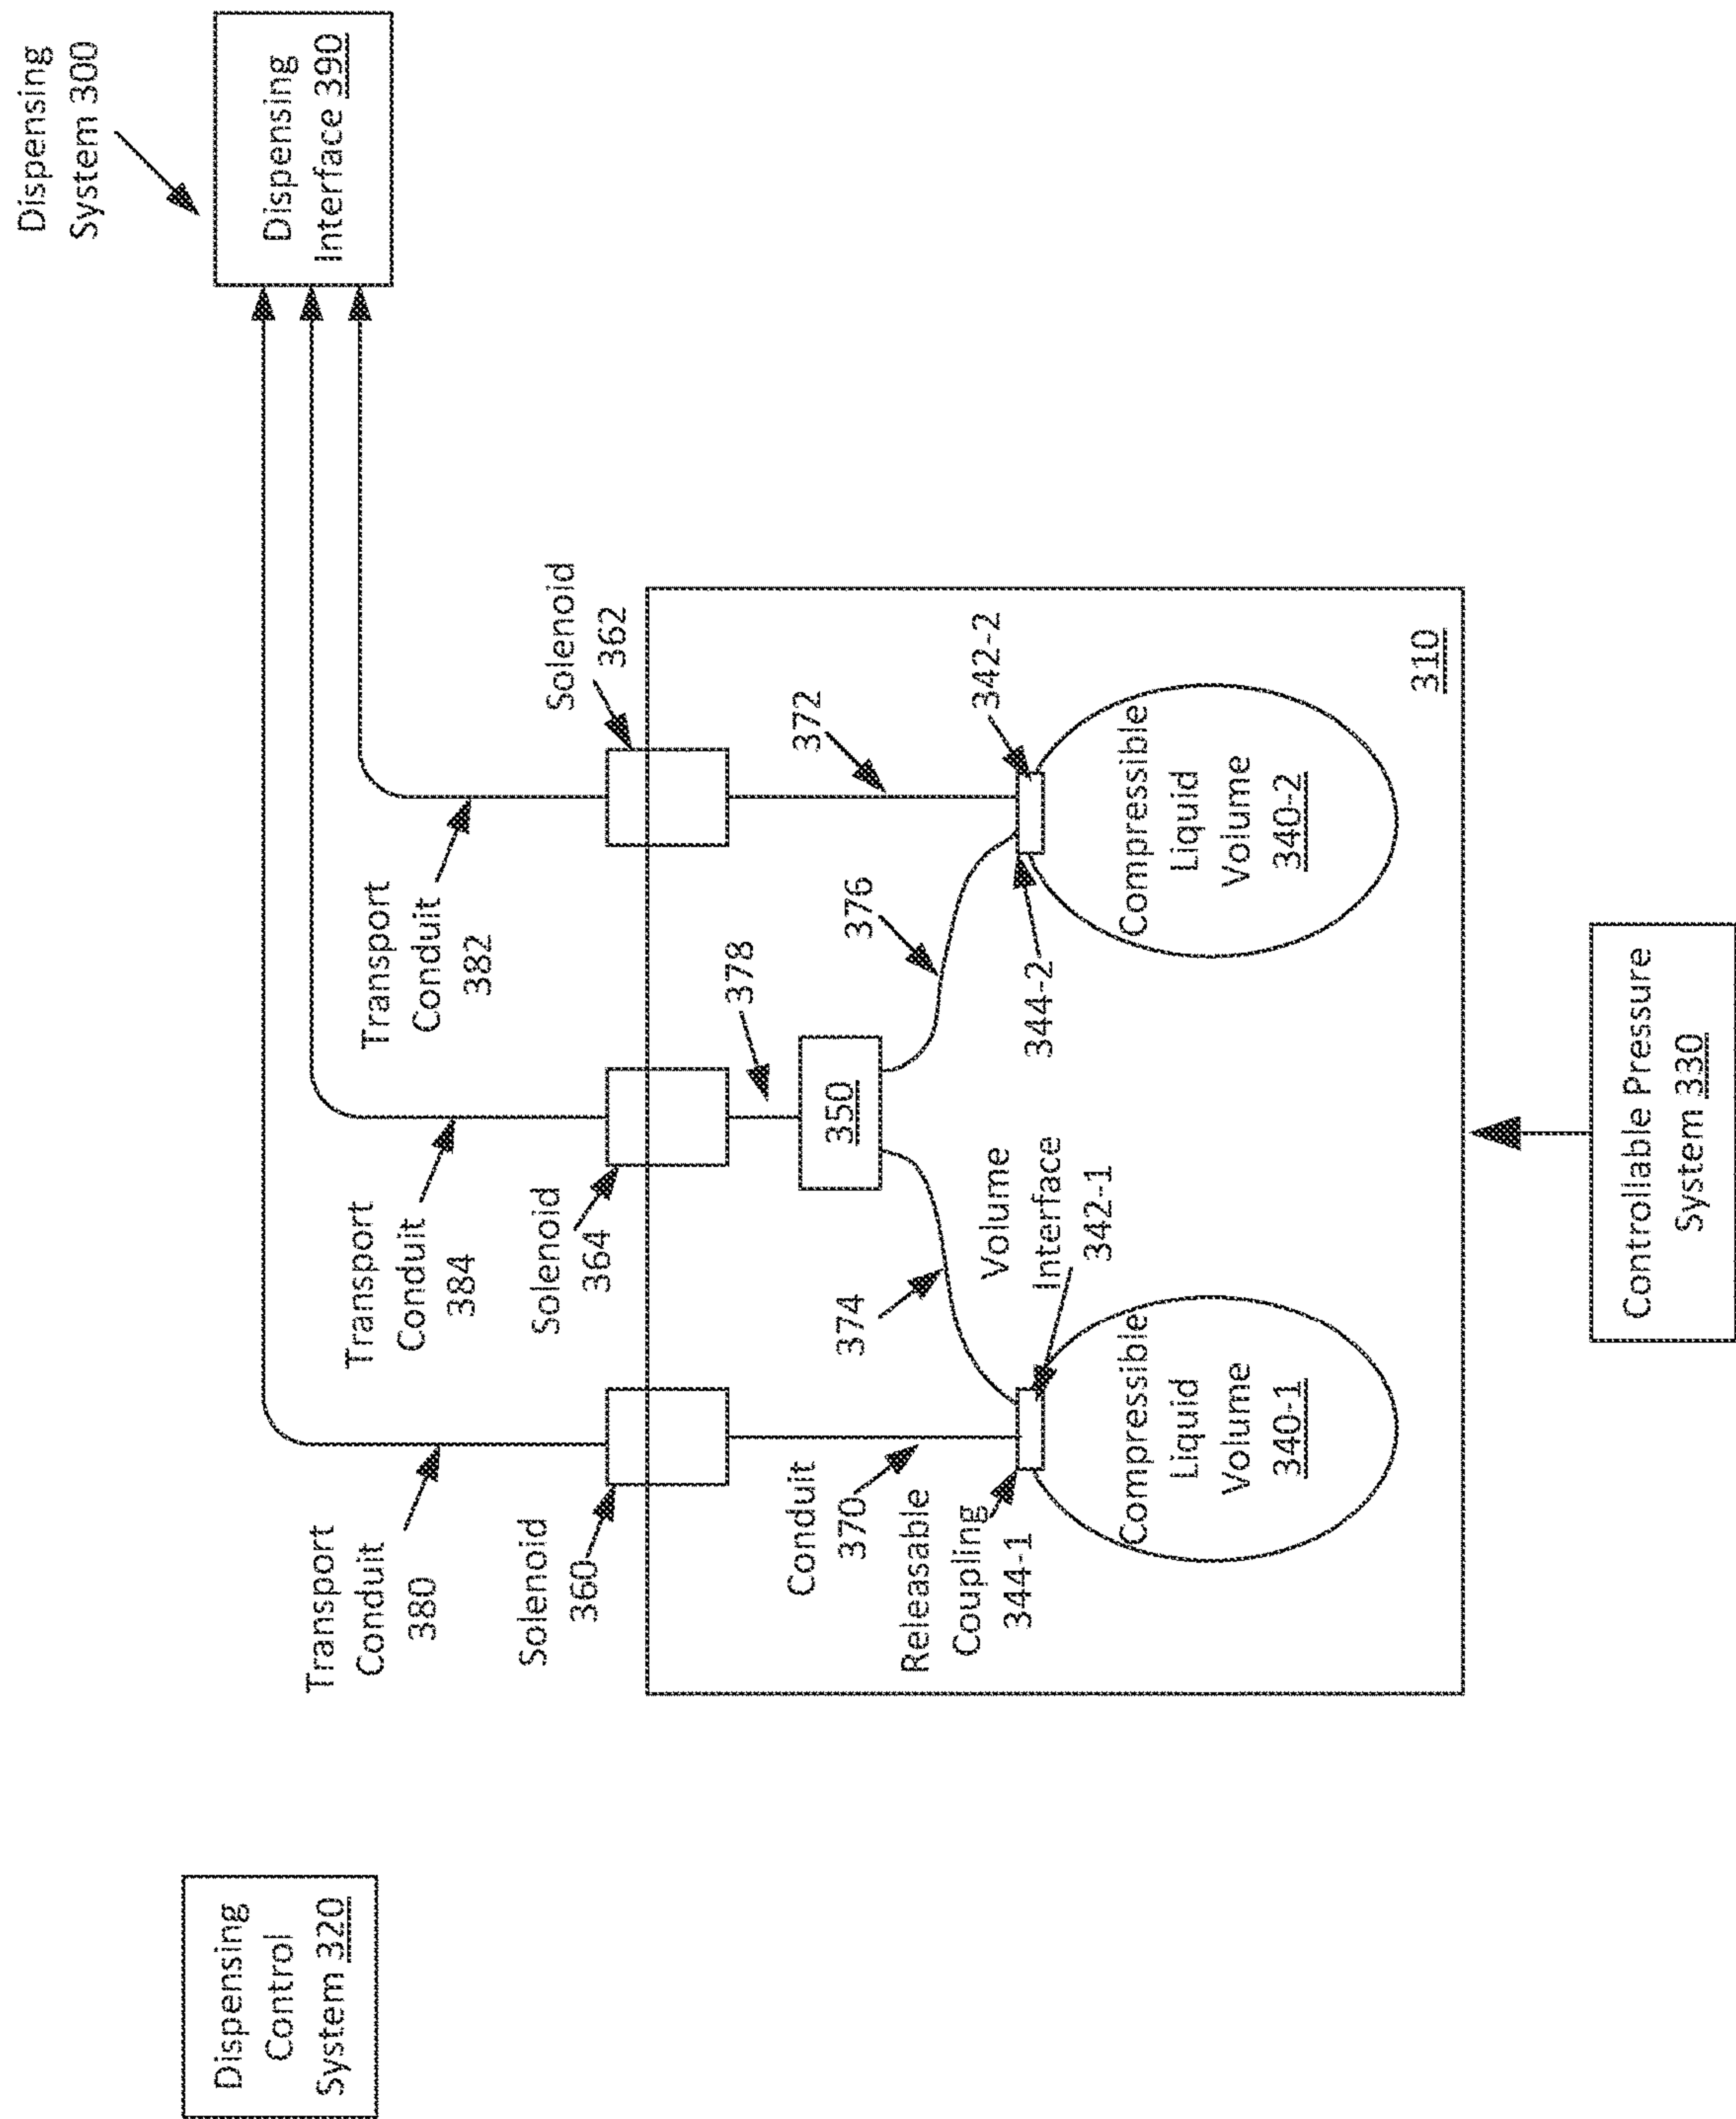 Dispensing
System 300
Dispensing
Interface 390
Dispensing
Control
System 320
Transport
Conduit
380
Transport
Conduit
384
Transport
Conduit
382
Solenoid
360
Solenoid
364
Solenoid
362
Conduit
370
378
372
350
374
376
Releasable
Coupling
344-1
Volume
Interface
342-1
344-2
342-2
Compressible
Liquid
Volume
340-1
Compressible
Liquid
Volume
340-2
310
Controllable Pressure
System 330